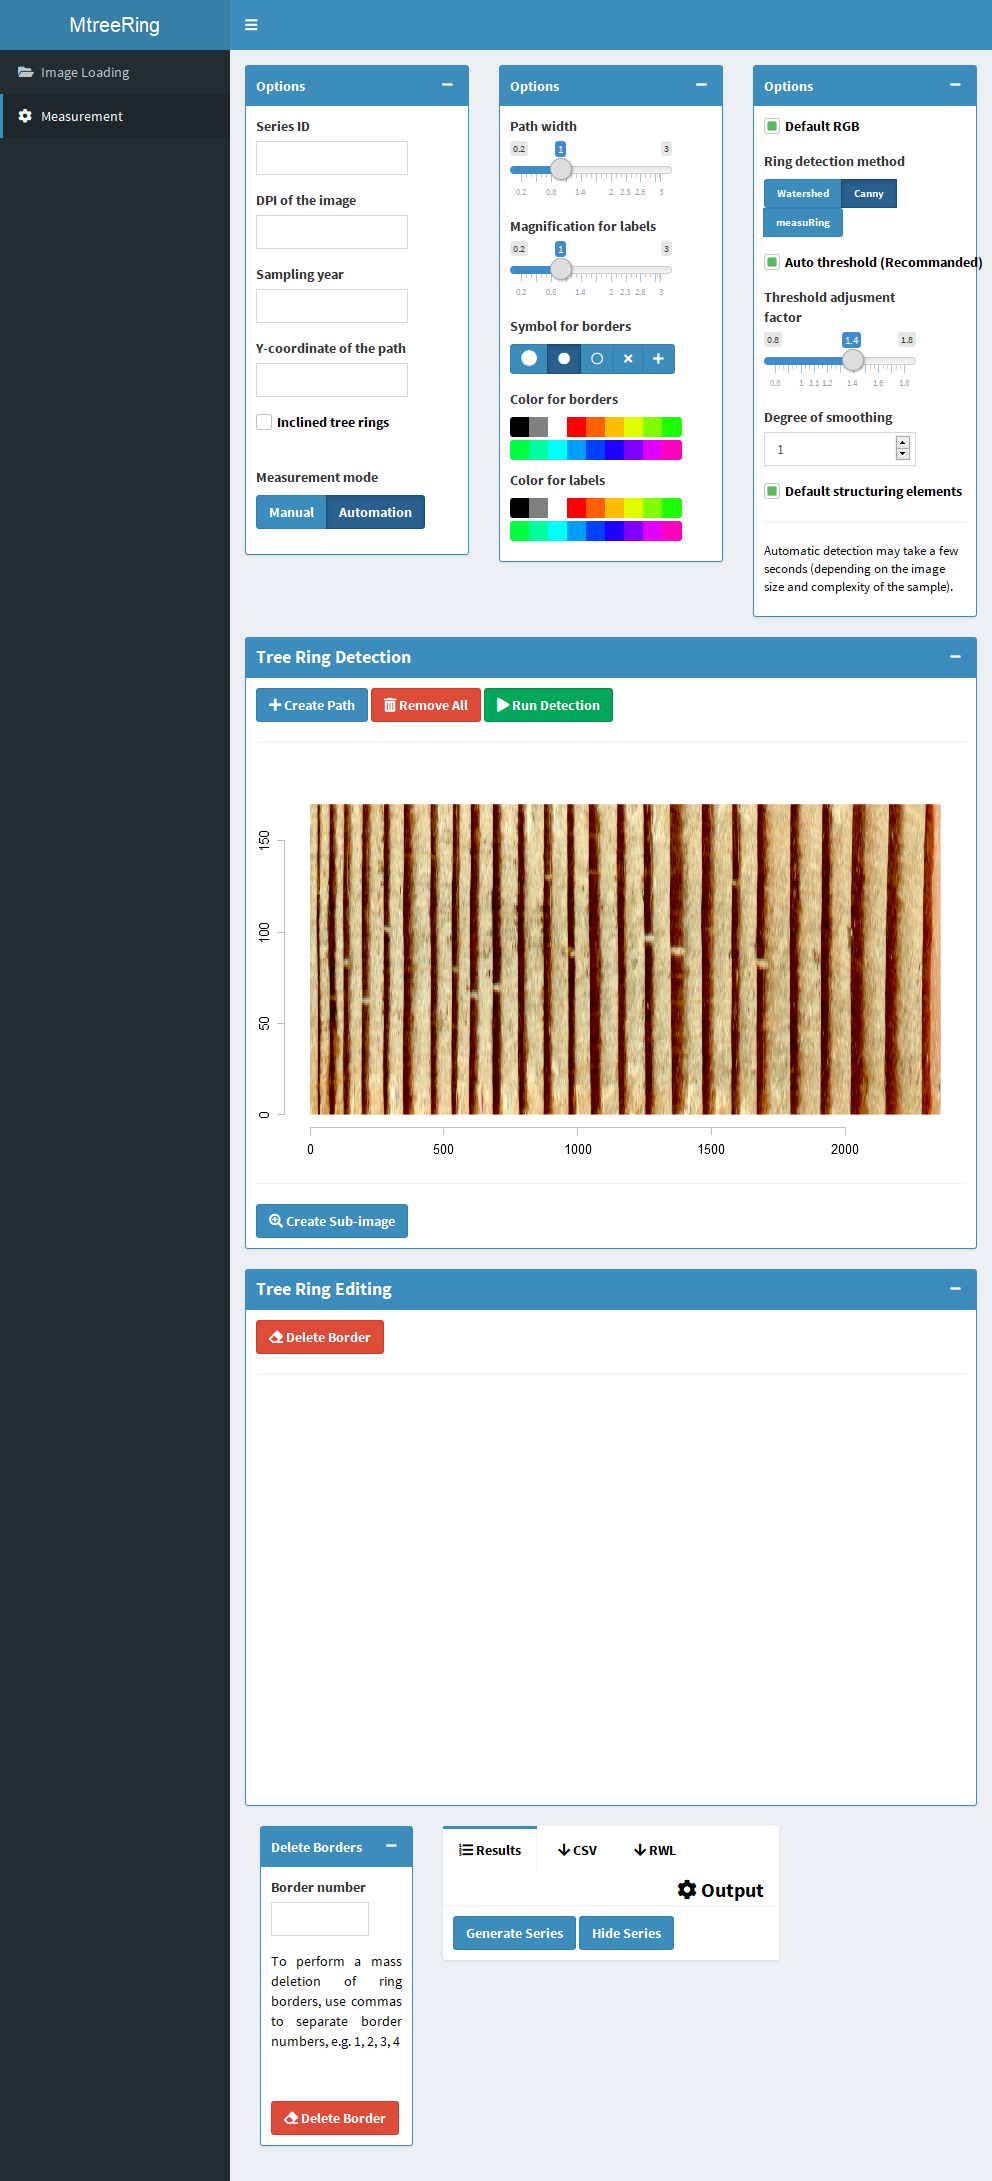 MtreeRing
Image Loading
Measurement
Options
Series ID
DPI of the image
Sampling year
Y-coordinate of the path
Inclined tree rings
Measurement mode
Manual Automation
Options
Path width
0.2 1 3
0.2 0.8 1.4 2 2.3 2.6 3
Magnification for labels
0.2 1 3
0.2 0.8 1.4 2 2.3 2.6 3
Symbol for borders
Color for borders
Color for labels
Options
Default RGB
Ring detection method
Watershed Canny
measuRing
Auto threshold (Recommanded)
Threshold adjusment
factor
0.8 1.4 1.8
0.8 1 1.1 1.2 1.4 1.6 1.8
Degree of smoothing
1
Default structuring elements
Automatic detection may take a few
seconds (depending on the image
size and complexity of the sample).
Tree Ring Detection
Create Path Remove All Run Detection
150
100
50
0
0 500 1000 1500 2000
Create Sub-image
Tree Ring Editing
Delete Border
Delete Borders
Border number
To perform a mass
deletion of ring
borders, use commas
to separate border
numbers, e.g. 1, 2, 3, 4
Delete Border
Results CSV RWL
Output
Generate Series Hide Series